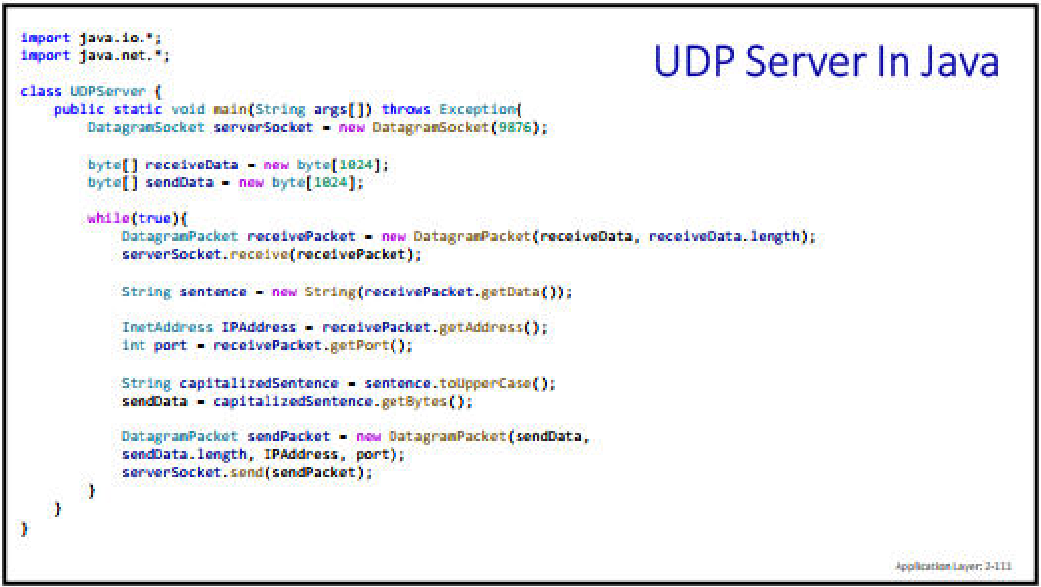 import java.io.*;
import java.net.*;
UDP Server In Java
class UDPServer {
public static void main(String args[]) throws Exception{
DatagramSocket serverSocket = new DatagramSocket(9876);
byte[] receiveData = new byte[1024];
byte[] sendData = new byte[1024];
while(true){
DatagramPacket receivePacket = new DatagramPacket(receiveData, receiveData.length);
serverSocket.receive(receivePacket);
String sentence = new String(receivePacket.getData());
InetAddress IPAddress = receivePacket.getAddress();
int port = receivePacket.getPort();
String capitalizedSentence = sentence.toUpperCase();
sendData = capitalizedSentence.getBytes();
DatagramPacket sendPacket = new DatagramPacket(sendData,
sendData.length, IPAddress, port);
serverSocket.send(sendPacket);
}
}
}
Application Layer: 2-111